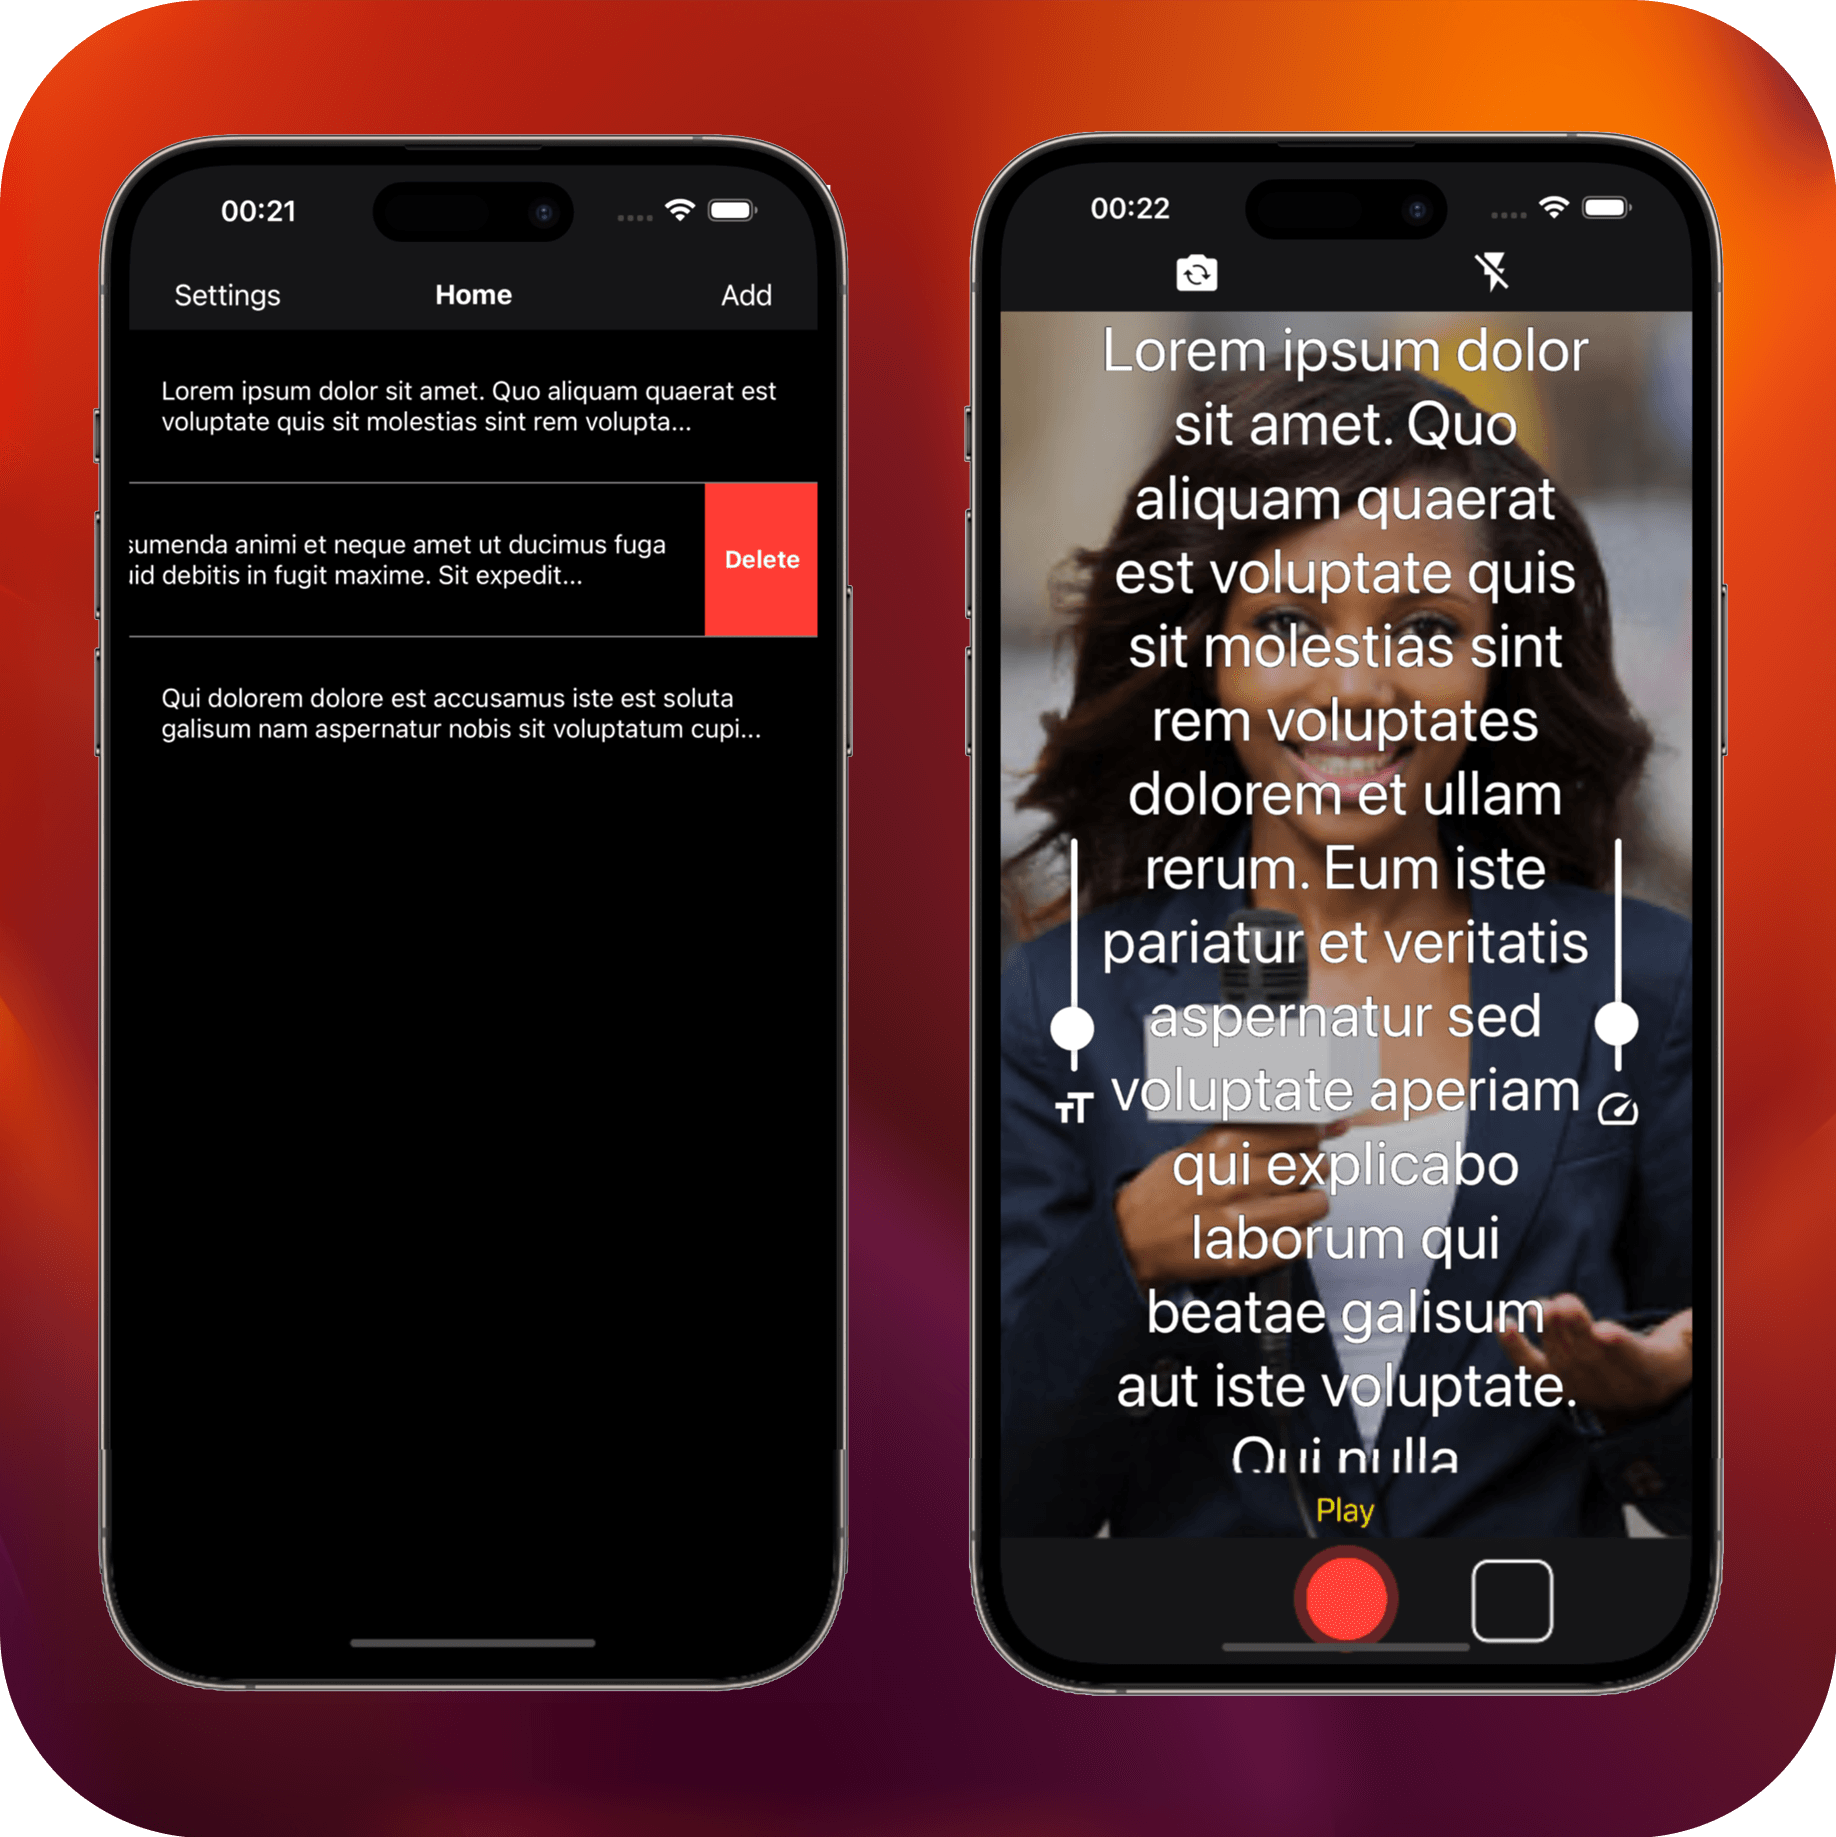 00:21
Settings Home Add
Lorem ipsum dolor sit amet. Quo aliquam quaerat est
voluptate quis sit molestias sint rem volupta...
sumenda animi et neque amet ut ducimus fuga
uid debitis in fugit maxime. Sit expedit...
Delete
Qui dolorem dolore est accusamus iste est soluta
galisum nam aspernatur nobis sit voluptatum cupi...
00:22
Lorem ipsum dolor
sit amet. Quo
aliquam quaerat
est voluptate quis
sit molestias sint
rem voluptates
dolorem et ullam
rerum. Eum iste
pariatur et veritatis
aspernatur sed
voluptate aperiam
TT
qui explicabo
laborum qui
beatae galisum
aut iste voluptate.
Qui nulla
Play